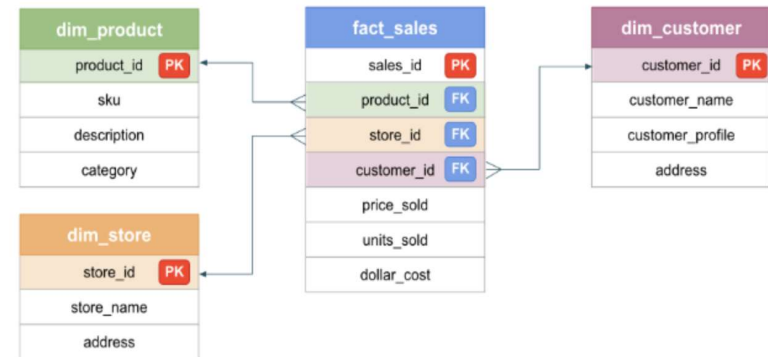 dim_product
product_id PK
sku
description
category
dim_store
store_id PK
store_name
address
fact_sales
sales_id PK
product_id FK
store_id FK
customer_id FK
price_sold
units_sold
dollar_cost
dim_customer
customer_id PK
customer_name
customer_profile
address